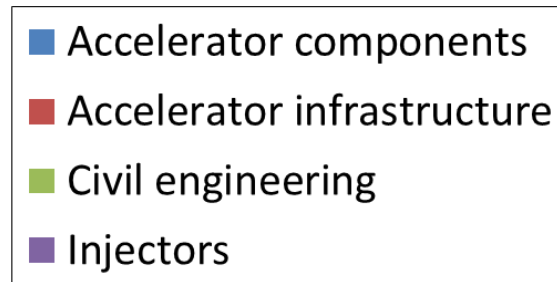 Accelerator components
Accelerator infrastructure
Civil engineering
Injectors